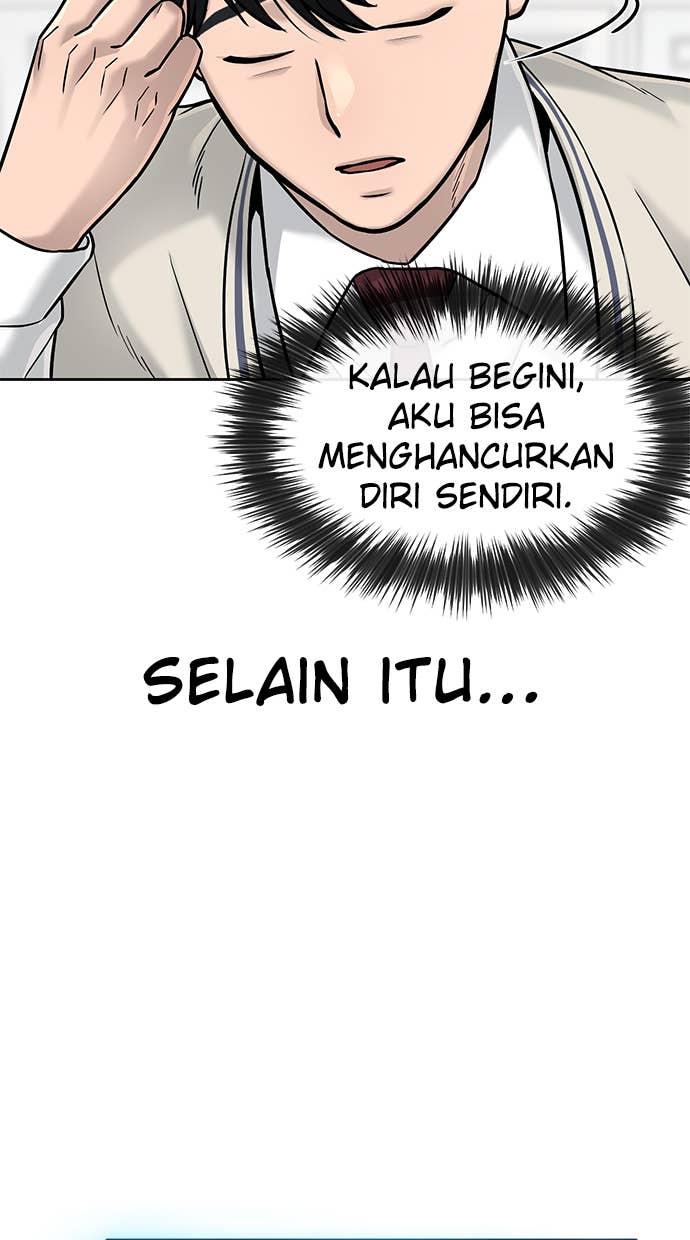 KALAU BEGINI,
AKU BISA
MENGHANCURKAN
DIRI SENDIRI.
SELAIN ITU...